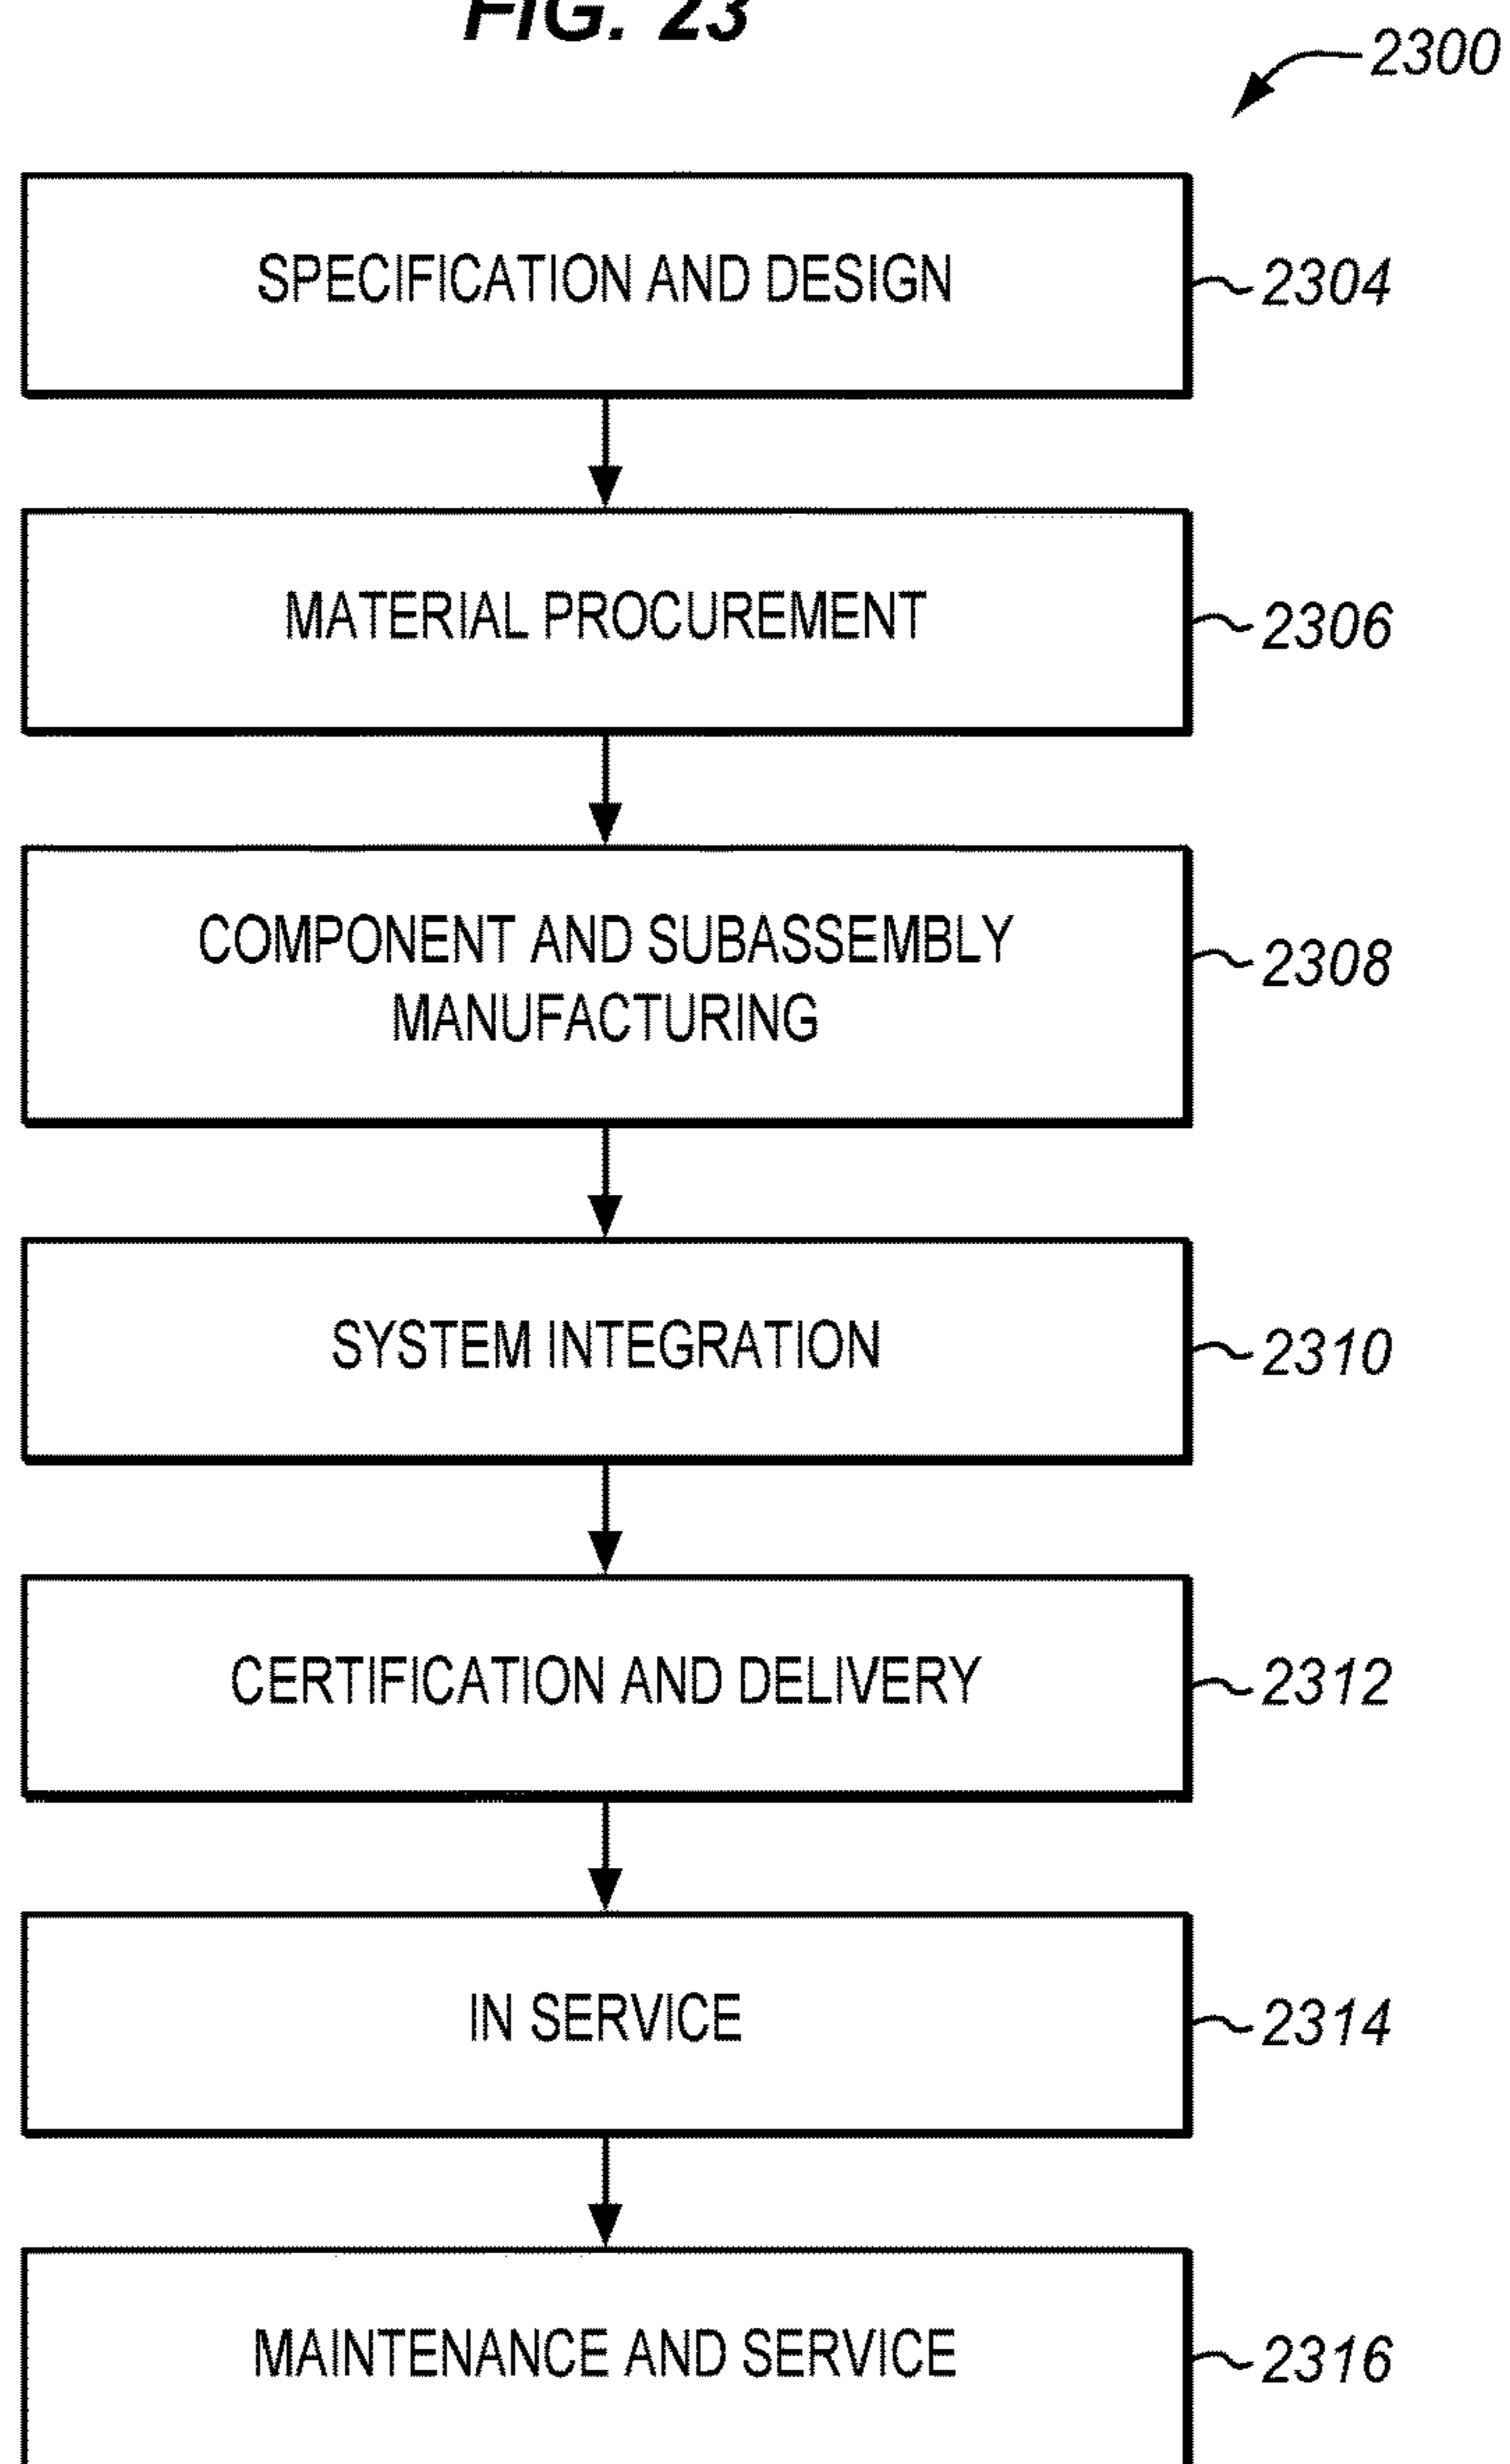 FIG. 23
2300
SPECIFICATION AND DESIGN
2304
MATERIAL PROCUREMENT
2306
COMPONENT AND SUBASSEMBLY
MANUFACTURING
2308
SYSTEM INTEGRATION
2310
CERTIFICATION AND DELIVERY
2312
IN SERVICE
2314
MAINTENANCE AND SERVICE
2316